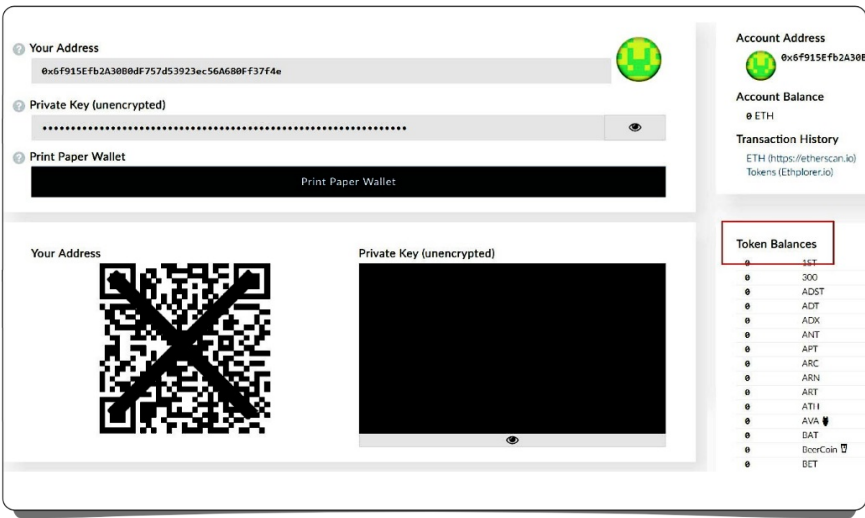 Your Address
0x6f915Efb2A30B0dF757d53923ec56A680Ff37f4e
Private Key (unencrypted)
Print Paper Wallet
Print Paper Wallet
Your Address
Private Key (unencrypted)
Account Address
0x6f915Efb2A30B
Account Balance
0 ETH
Transaction History
ETH (https://etherscan.io)
Tokens (Ethplorer.io)
Token Balances
0 1ST
0 300
0 ADST
0 ADT
0 ADX
0 ANT
0 APT
0 ARC
0 ARN
0 ART
0 ATH
0 AVA
0 BAT
0 BeerCoin
0 BET